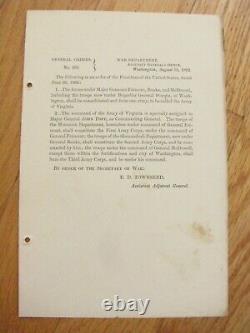 GENERAL ORDERS,
No. 103.
WAR DEPARTMENT,
ADJUTANT GENERAL'S OFFICE,
Washington, August 12, 1862.
The following is an order of the President of the United States, dated
June 26, 1862:
1. The forces under Major Generals Fremont, Banks, and McDowell,
including the troops now under Brigadier General Sturgis, at Wash-
ington, shall be consolidated and form one army, to be called the Army of
Virginia.
2. The command of the Army of Virginia is specially assigned to
Major General JOHN POPE, as Commanding General. The troops of
the Mountain Department, heretofore under command of General Fre-
mont, shall constitute the First Army Corps, under the command of
General Fremont; the troops of the Shenandoah Department, now under
General Banks, shall constitute the Second Army Corps, and be com-
manded by him; the troops under the command of General McDowell,
except those within the fortifications and city of Washington, shall
form the Third Army Corps, and be under his command.
BY ORDER OF THE SECRETARY OF WAR:
E. D. TOWNSEND,
Assistant Adjutant General.